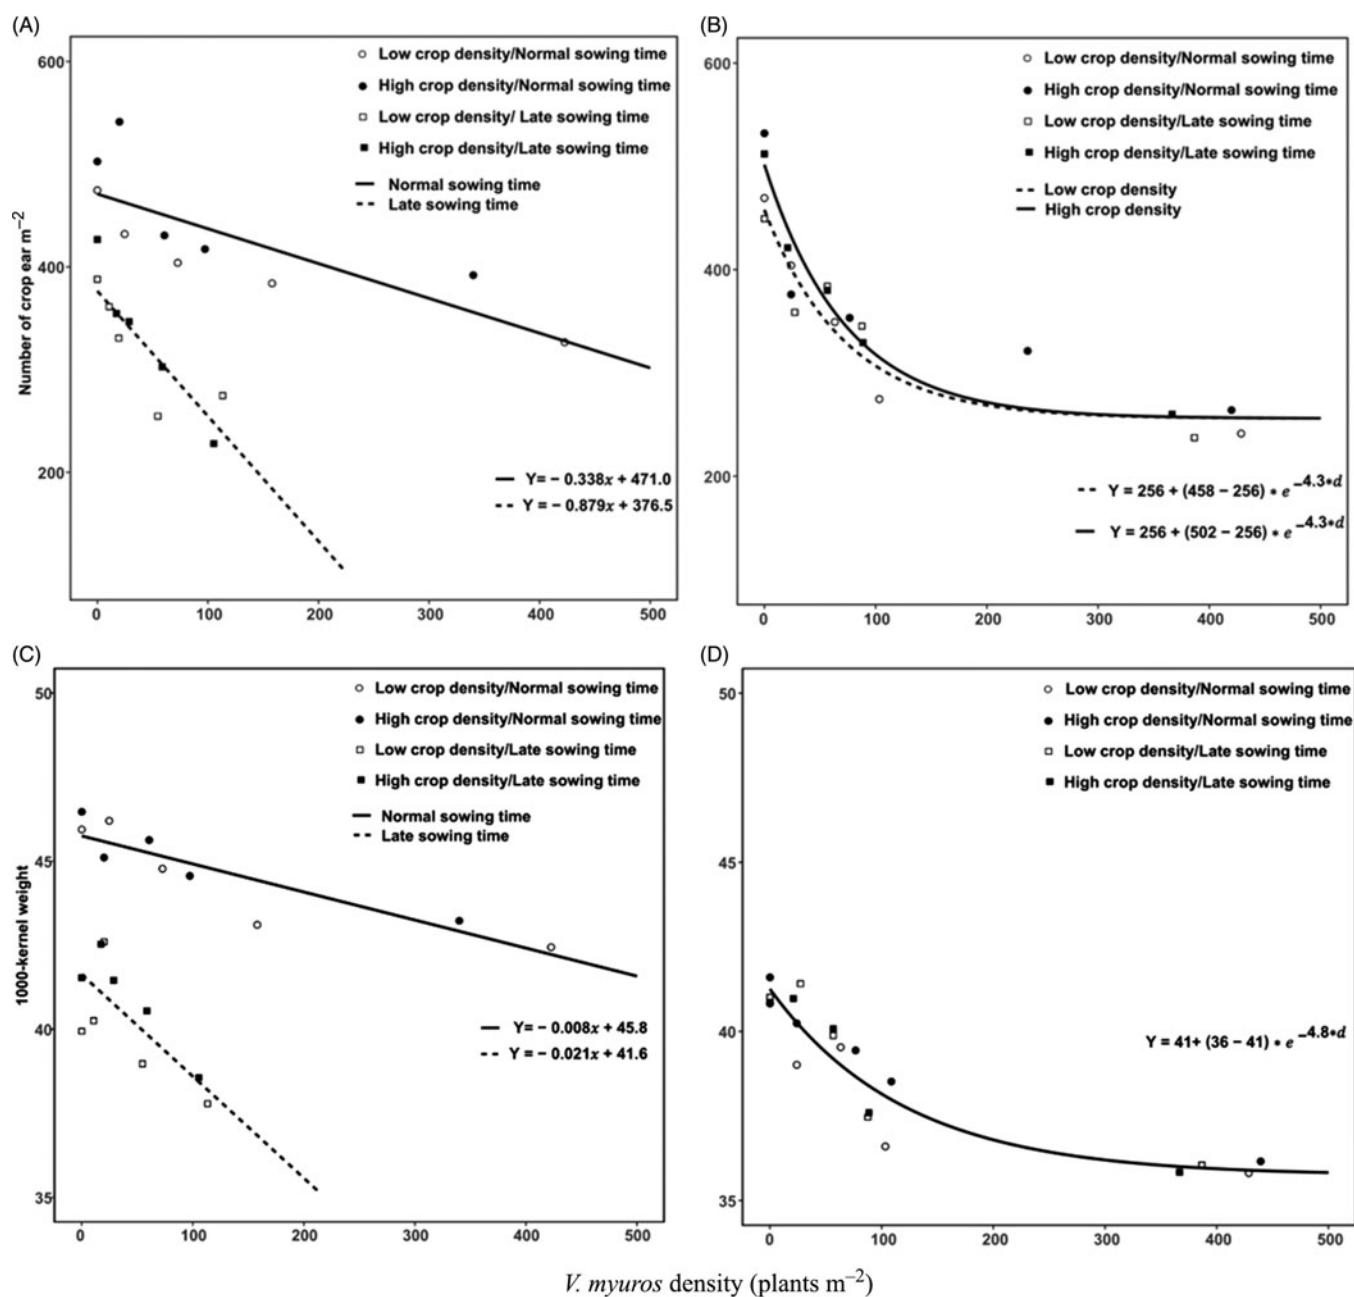 (A)
Number of crop ear m−2
600
400
200
0
100
200
300
400
500
Low crop density/Normal sowing time
High crop density/Normal sowing time
Low crop density/ Late sowing time
High crop density/Late sowing time
Normal sowing time
Late sowing time
Y= − 0.338x + 471.0
Y = − 0.879x + 376.5
(B)
600
400
200
0
100
200
300
400
500
Low crop density/Normal sowing time
High crop density/Normal sowing time
Low crop density/Late sowing time
High crop density/Late sowing time
Low crop density
High crop density
Y = 256 + (458 − 256) * e −4.3*d
Y = 256 + (502 − 256) * e −4.3*d
(C)
1000-kernel weight
50
45
40
35
0
100
200
300
400
500
Low crop density/Normal sowing time
High crop density/Normal sowing time
Low crop density/Late sowing time
High crop density/Late sowing time
Normal sowing time
Late sowing time
Y= − 0.008x + 45.8
Y = − 0.021x + 41.6
(D)
50
45
40
35
0
100
200
300
400
500
Low crop density/Normal sowing time
High crop density/Normal sowing time
Low crop density/Late sowing time
High crop density/Late sowing time
Y = 41+ (36 − 41) * e −4.8*d
V. myuros density (plants m−2)